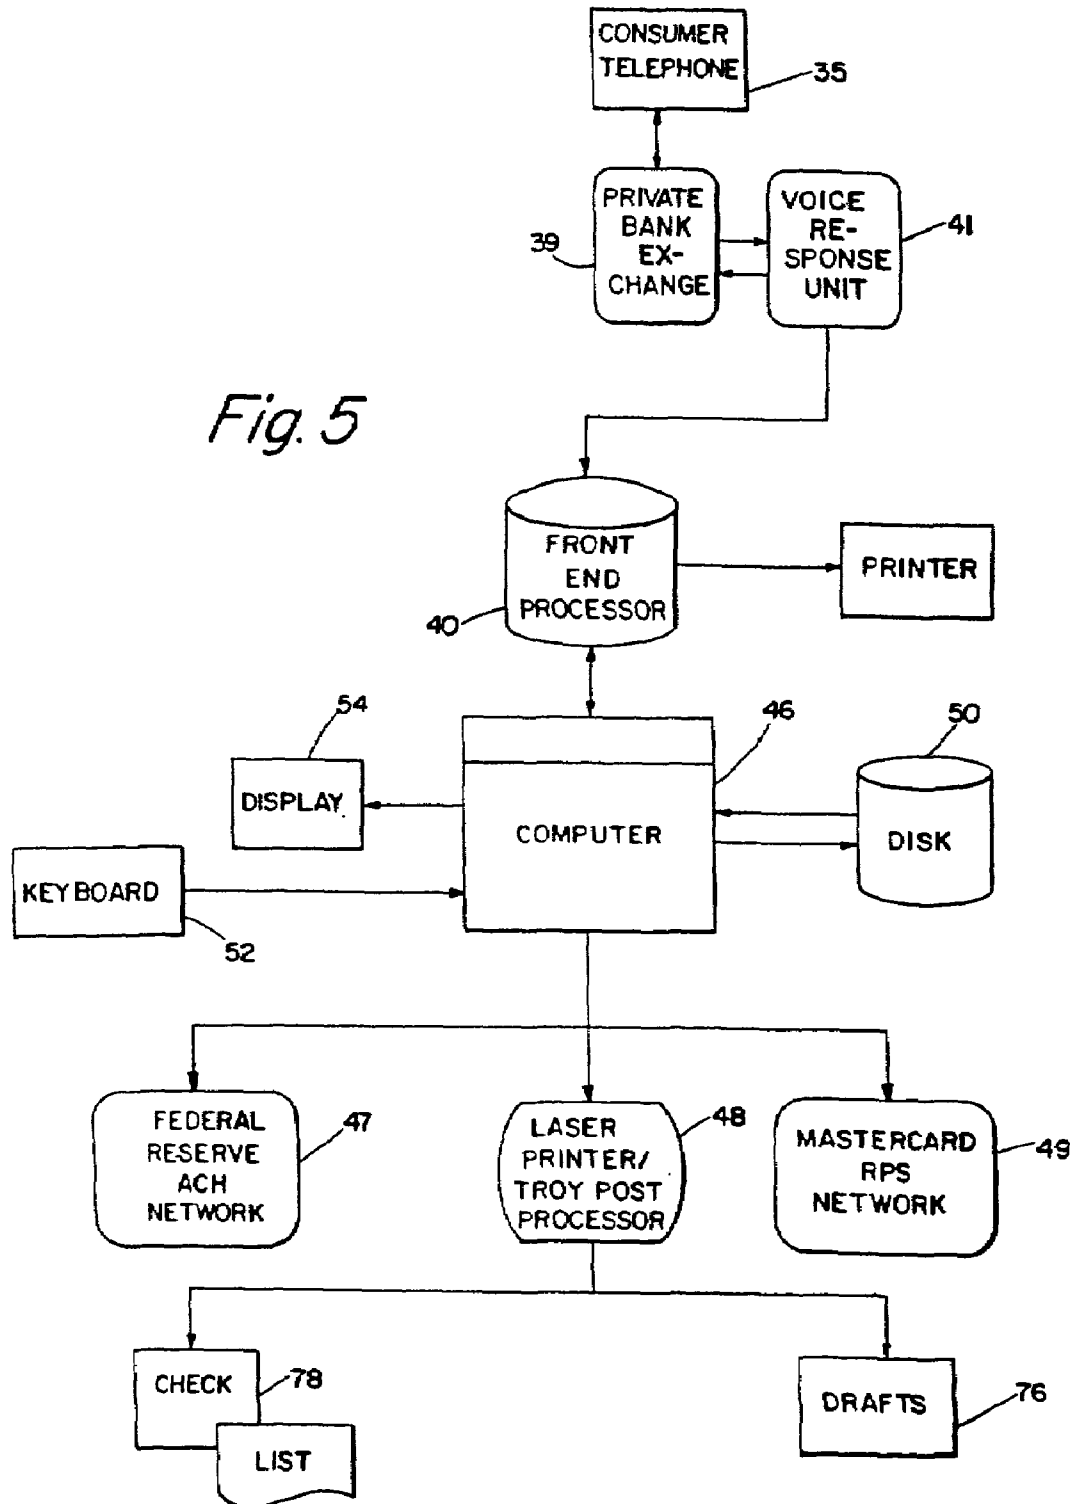 CONSUMER
TELEPHONE
35
PRIVATE
BANK
EX-
CHANGE
39
VOICE
RE-
SPONSE
UNIT
41
Fig. 5
FRONT
END
PROCESSOR
40
PRINTER
54
DISPLAY
46
50
COMPUTER
DISK
KEYBOARD
52
FEDERAL
RESERVE
ACH
NETWORK
47
LASER
PRINTER/
TROY POST
PROCESSOR
48
MASTERCARD
RPS
NETWORK
49
CHECK
78
LIST
DRAFTS
76